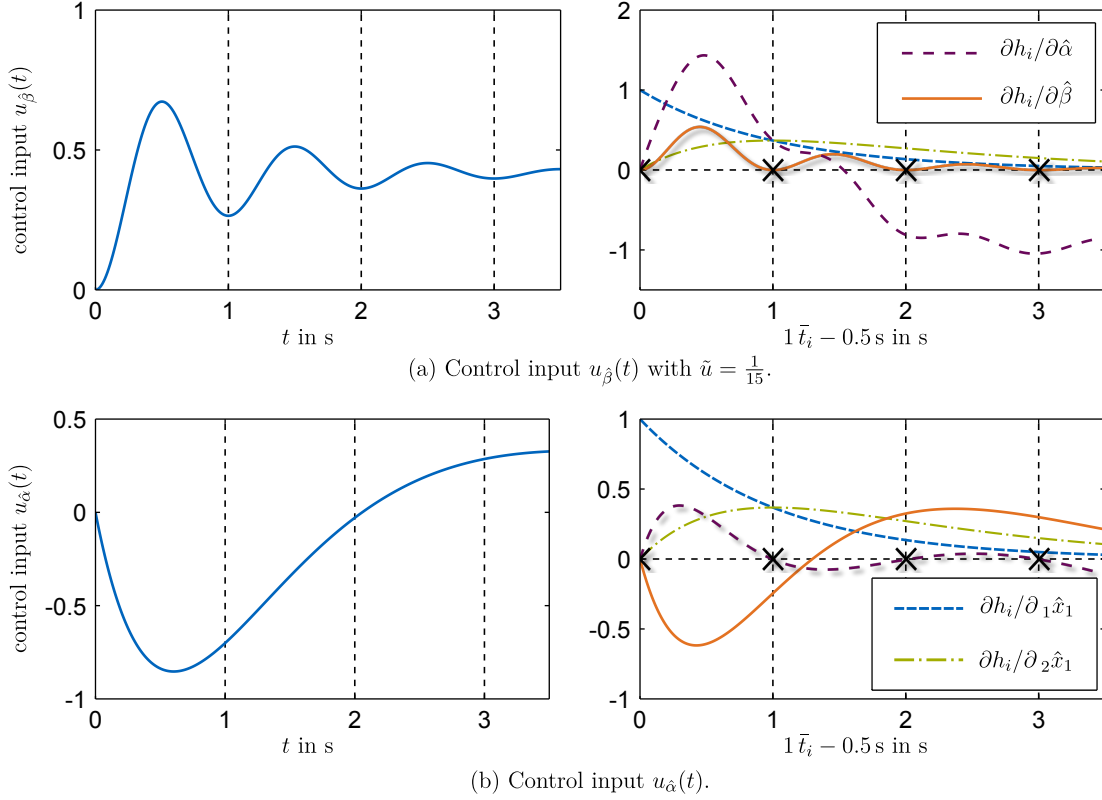 1
0.5
0
0 1 2 3
control input $u_{\hat{\beta}}(t)$
$t$ in s
2
1
0
-1
0 1 2 3
$\partial h_i/\partial\hat{\alpha}$
$\partial h_i/\partial\hat{\beta}$
$1\,\bar{t}_i - 0.5\,\mathrm{s}$ in s
(a) Control input $u_{\hat{\beta}}(t)$ with $\tilde{u} = \frac{1}{15}$.
0.5
0
-0.5
-1
0 1 2 3
control input $u_{\hat{\alpha}}(t)$
$t$ in s
1
0.5
0
-0.5
-1
0 1 2 3
$\partial h_i/\partial\,{}_1\hat{x}_1$
$\partial h_i/\partial\,{}_2\hat{x}_1$
$1\,\bar{t}_i - 0.5\,\mathrm{s}$ in s
(b) Control input $u_{\hat{\alpha}}(t)$.